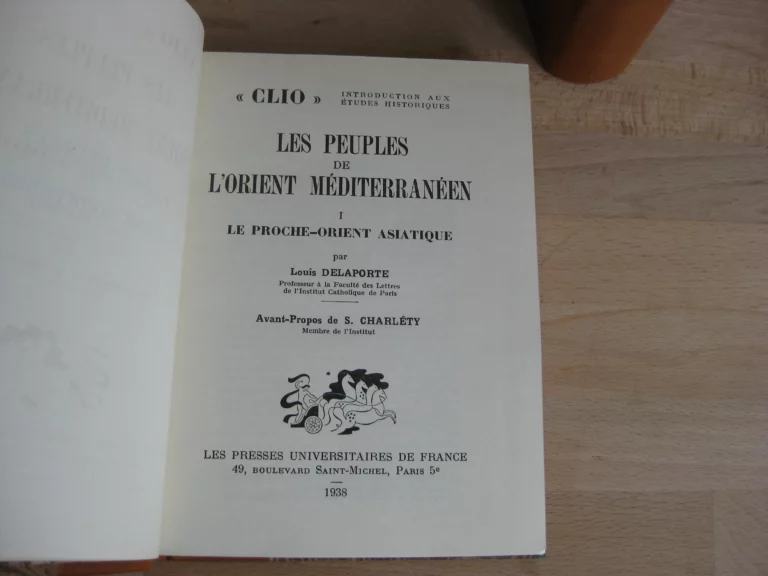 « CLIO » INTRODUCTION AUX
ÉTUDES HISTORIQUES
LES PEUPLES
DE
L'ORIENT MÉDITERRANÉEN
I
LE PROCHE-ORIENT ASIATIQUE
par
Louis DELAPORTE
Professeur à la Faculté des Lettres
de l'Institut Catholique de Paris
Avant-Propos de S. CHARLÉTY
Membre de l'Institut
LES PRESSES UNIVERSITAIRES DE FRANCE
49, BOULEVARD SAINT-MICHEL, PARIS 5e
1938